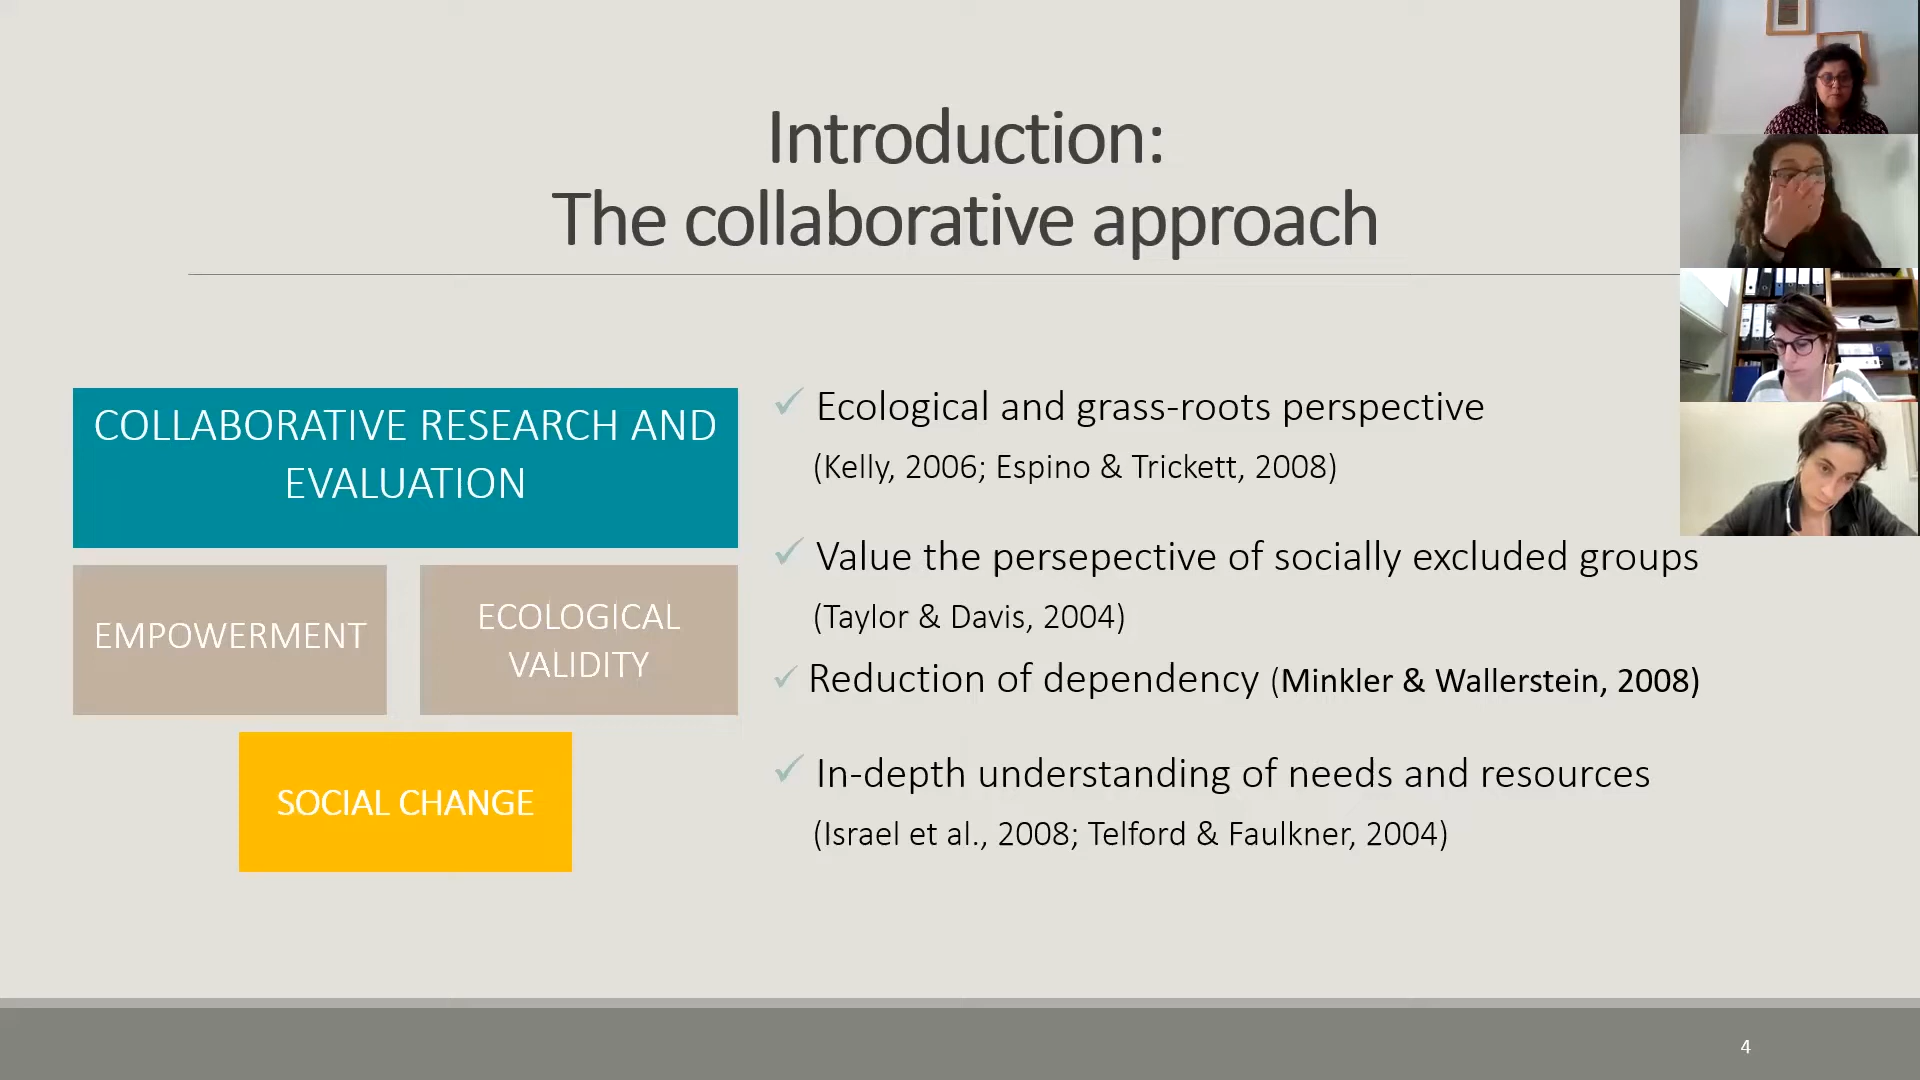 Introduction:
The collaborative approach
COLLABORATIVE RESEARCH AND
EVALUATION
EMPOWERMENT
ECOLOGICAL
VALIDITY
SOCIAL CHANGE
✓ Ecological and grass-roots perspective
(Kelly, 2006; Espino & Trickett, 2008)
✓ Value the persepective of socially excluded groups
(Taylor & Davis, 2004)
✓ Reduction of dependency (Minkler & Wallerstein, 2008)
✓ In-depth understanding of needs and resources
(Israel et al., 2008; Telford & Faulkner, 2004)
4